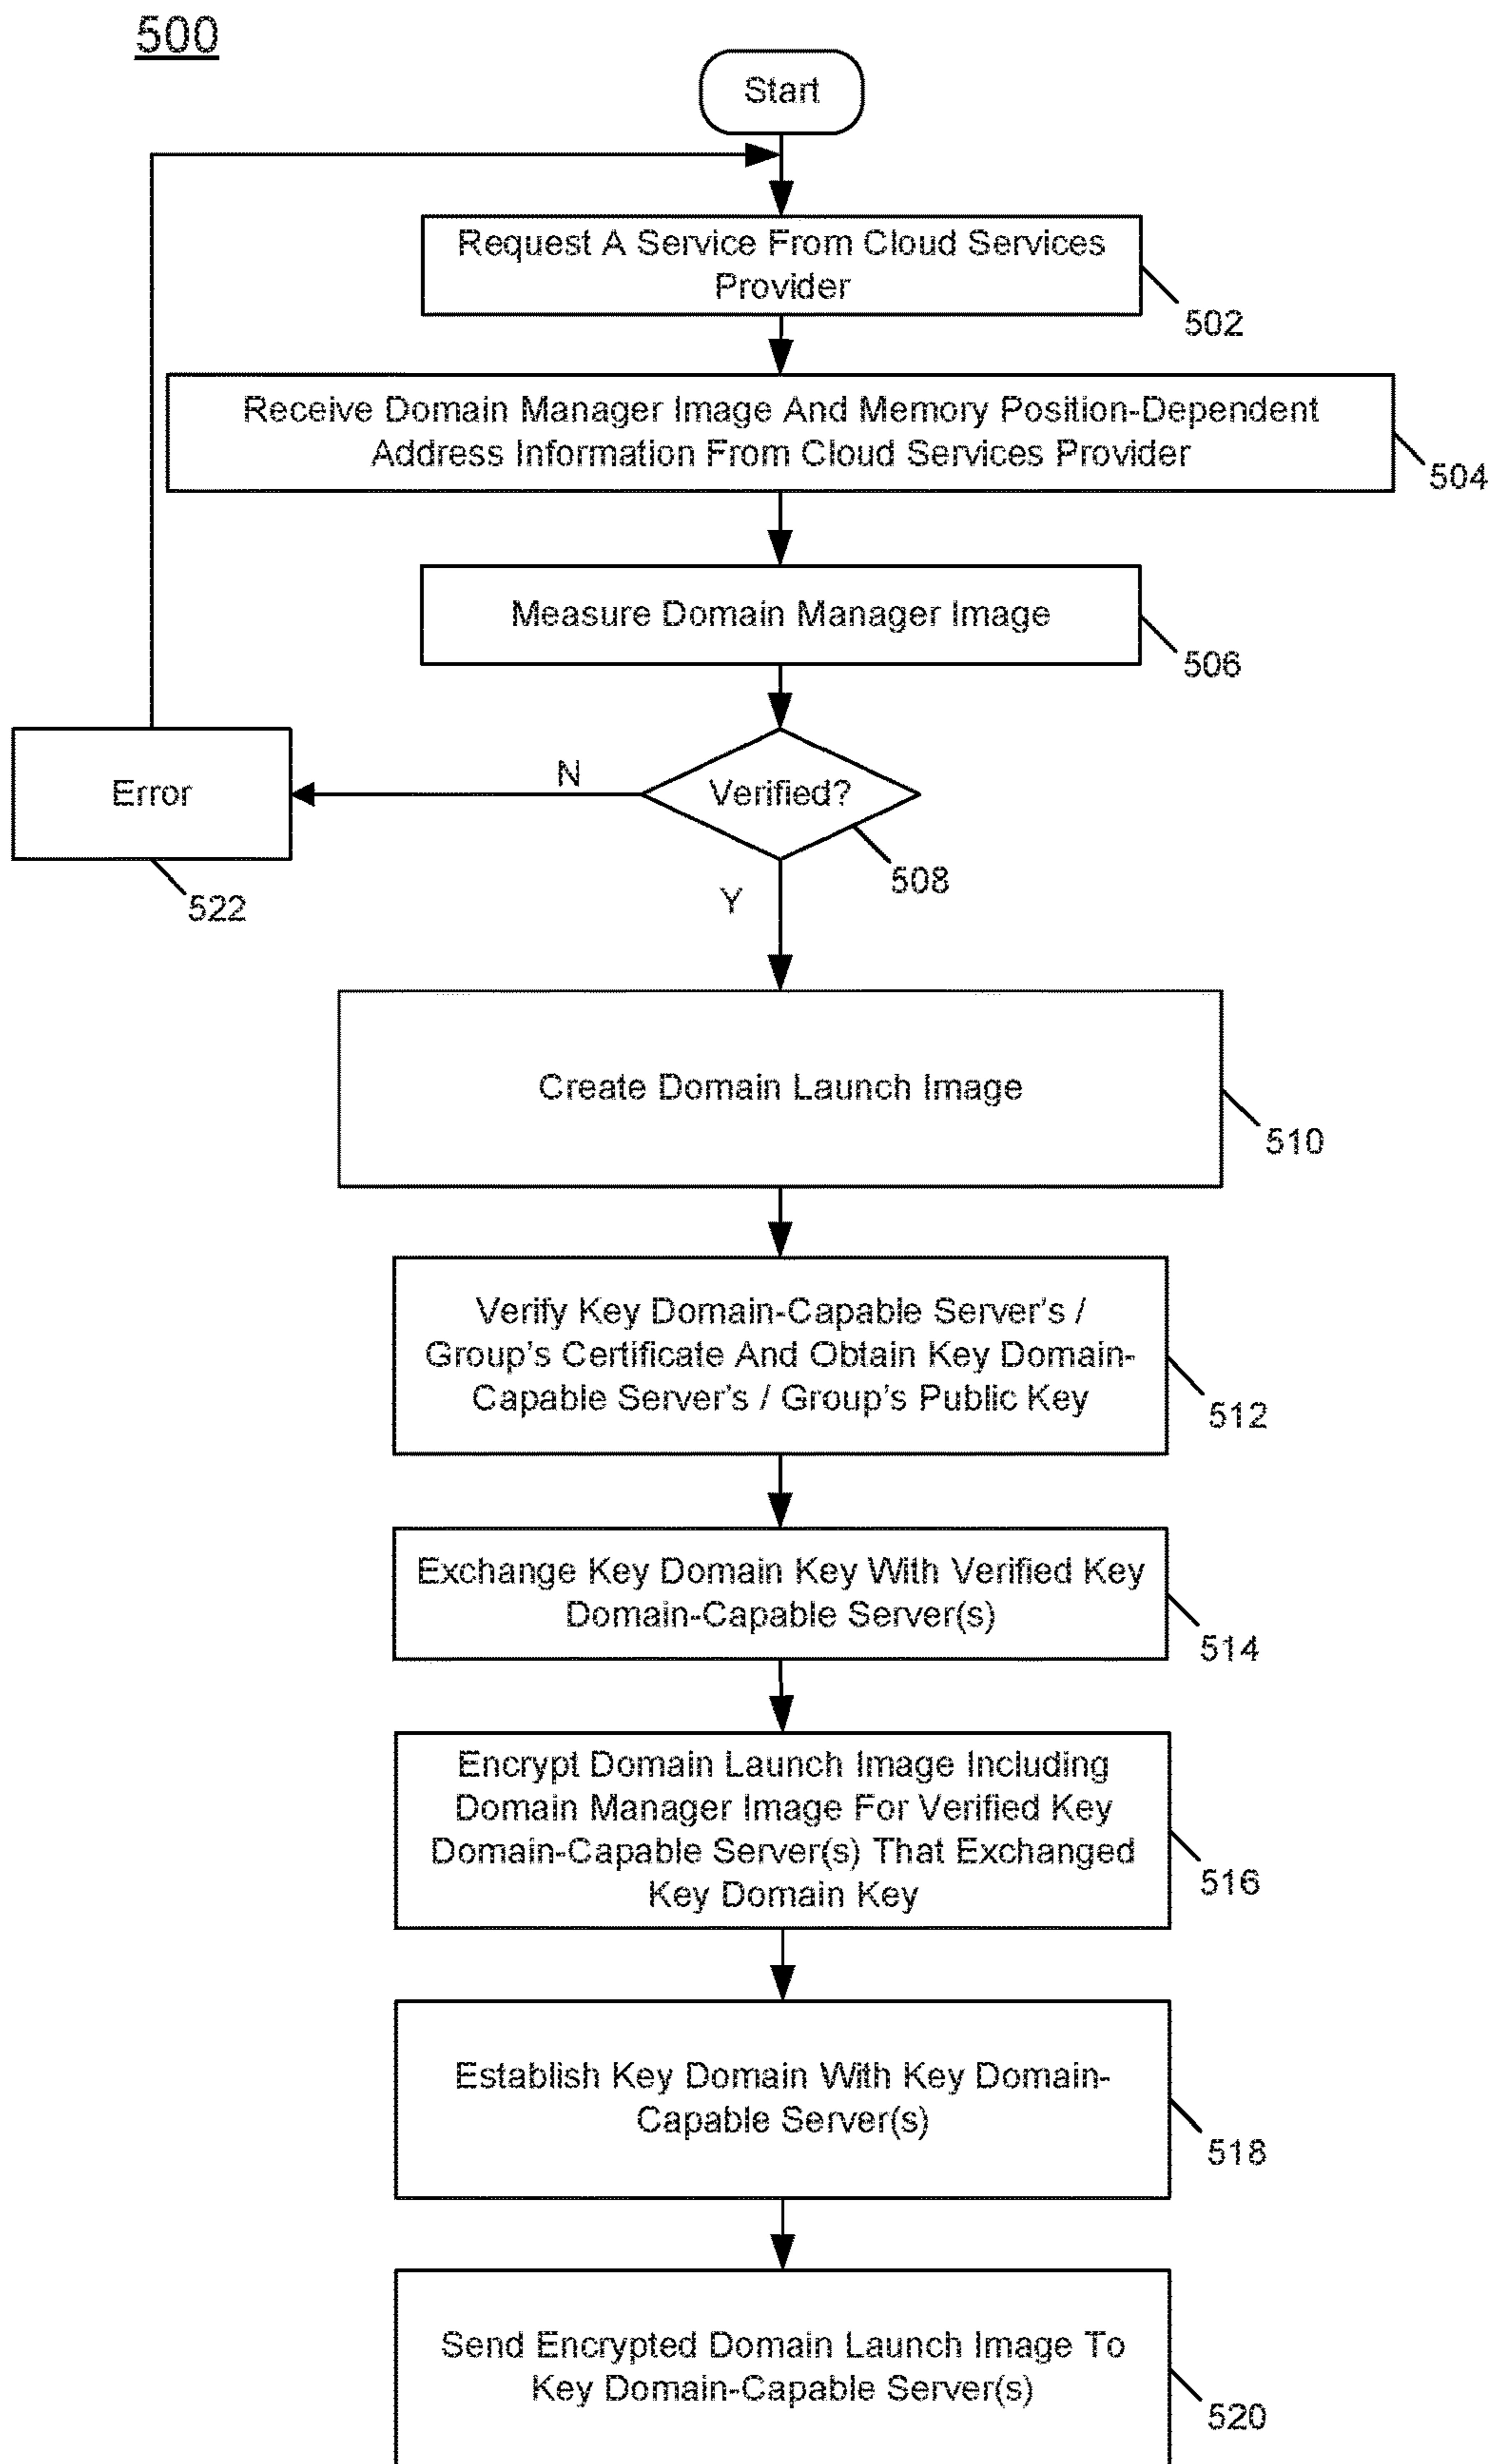 500
Start
Request A Service From Cloud Services
Provider
502
Receive Domain Manager Image And Memory Position-Dependent
Address Information From Cloud Services Provider
504
Measure Domain Manager Image
506
Error
N
Verified?
522
508
Y
Create Domain Launch Image
510
Verify Key Domain-Capable Server's /
Group's Certificate And Obtain Key Domain-
Capable Server's / Group's Public Key
512
Exchange Key Domain Key With Verified Key
Domain-Capable Server(s)
514
Encrypt Domain Launch Image Including
Domain Manager Image For Verified Key
Domain-Capable Server(s) That Exchanged
Key Domain Key
516
Establish Key Domain With Key Domain-
Capable Server(s)
518
Send Encrypted Domain Launch Image To
Key Domain-Capable Server(s)
520